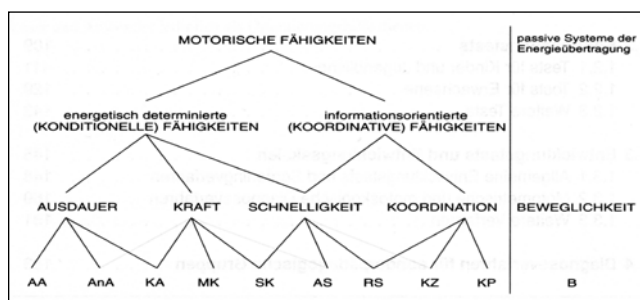 MOTORISCHE FÄHIGKEITEN
passive Systeme der
Energieübertragung
energetisch determinierte
(KONDITIONELLE) FÄHIGKEITEN
informationsorientierte
(KOORDINATIVE) FÄHIGKEITEN
AUSDAUER KRAFT SCHNELLIGKEIT KOORDINATION BEWEGLICHKEIT
AA AnA KA MK SK AS RS KZ KP B